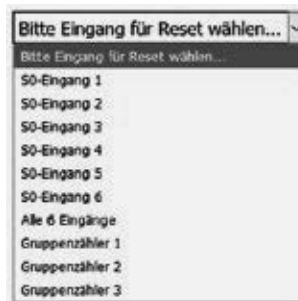 Bitte Eingang für Reset wählen...
Bitte Eingang für Reset wählen...
S0-Eingang 1
S0-Eingang 2
S0-Eingang 3
S0-Eingang 4
S0-Eingang 5
S0-Eingang 6
Alle 6 Eingänge
Gruppenzähler 1
Gruppenzähler 2
Gruppenzähler 3